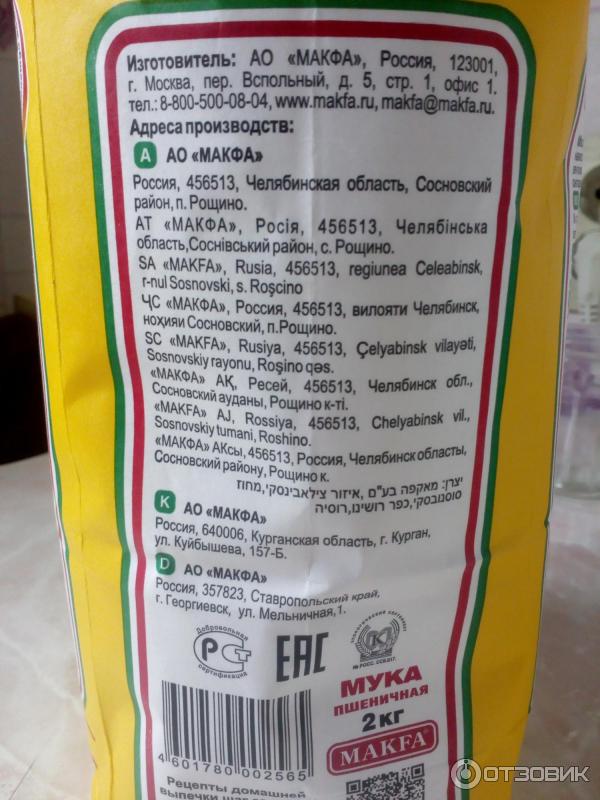 Изготовитель: АО «МАКФА», Россия, 123001,
г. Москва, пер. Вспольный, д. 5, стр. 1, офис 1.
тел.: 8-800-500-08-04, www.makfa.ru, makfa@makfa.ru.
Адреса производств:
А АО «МАКФА»
Россия, 456513, Челябинская область, Сосновский
район, п. Рощино.
АТ «МАКФА», Росія, 456513, Челябінська
область,Соснівський район, с. Рощино.
SA «MAKFA», Rusia, 456513, regiunea Celeabinsk,
r-nul Sosnovski, s. Roşcino
ҶС «МАКФА», Россия, 456513, вилояти Челябинск,
ноҳияи Сосновский, п.Рощино.
SC «MAKFA», Rusiya, 456513, Çelyabinsk vilayəti,
Sosnovskiy rayonu, Roşino qəs.
«МАКФА» АҚ, Ресей, 456513, Челябинск обл.,
Сосновский ауданы, Рощино к-ті.
«MAKFA» AJ, Rossiya, 456513, Chelyabinsk vil.,
Sosnovskiy tumani, Roshino.
«МАКФА» АКсы, 456513, Россия, Челябинск областы,
Сосновский району, Рощино к.
יצרן: מאקפה בע"מ, איזור צ'לאבינסקי, מחוז
סוסנובסקי, כפר רושינו, רוסיה
К АО «МАКФА»
Россия, 640006, Курганская область, г. Курган,
ул. Куйбышева, 157-Б.
D АО «МАКФА»
Россия, 357823, Ставропольский край,
г. Георгиевск, ул. Мельничная,1.
Добровольная
РСТ
сертификация
EAC
К
МУКА
ПШЕНИЧНАЯ
2 КГ
MAKFA®
4 601780 002565
Рецепты домашней
выпечки
ОТЗОВИК